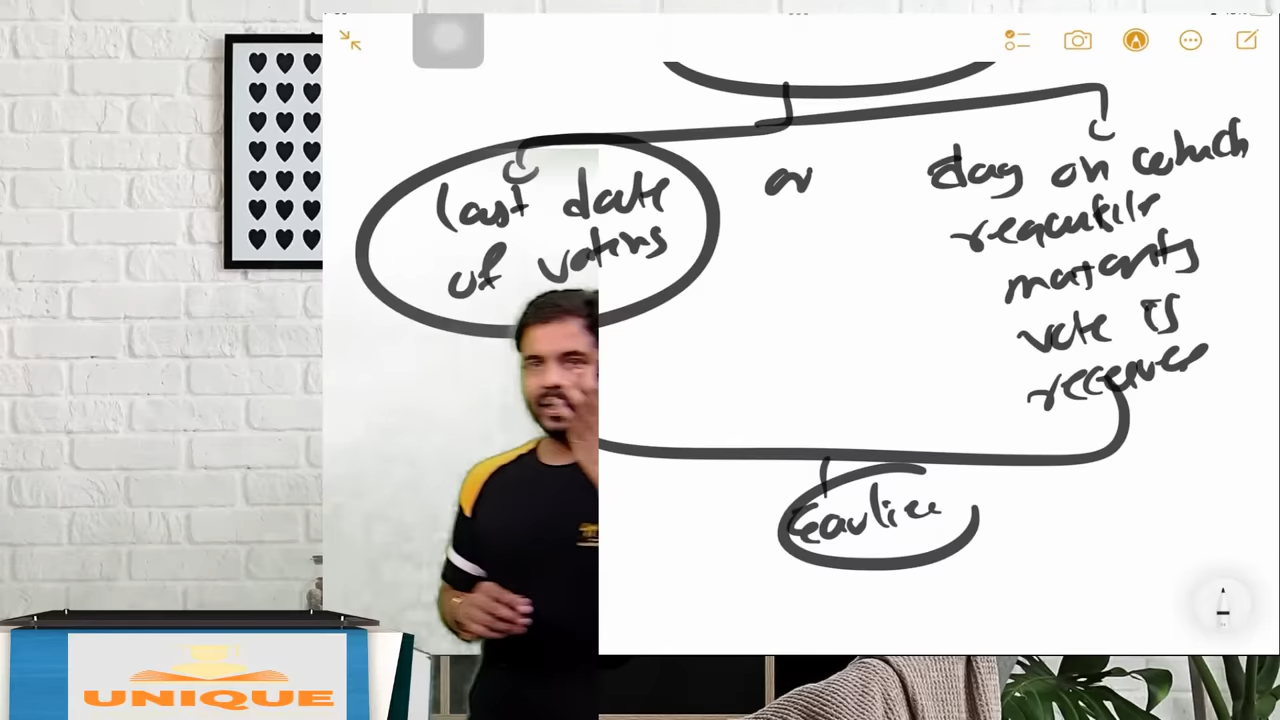 last date
of voting
or
day on which
requisite
majority
vote is
received
Earlier
UNIQUE